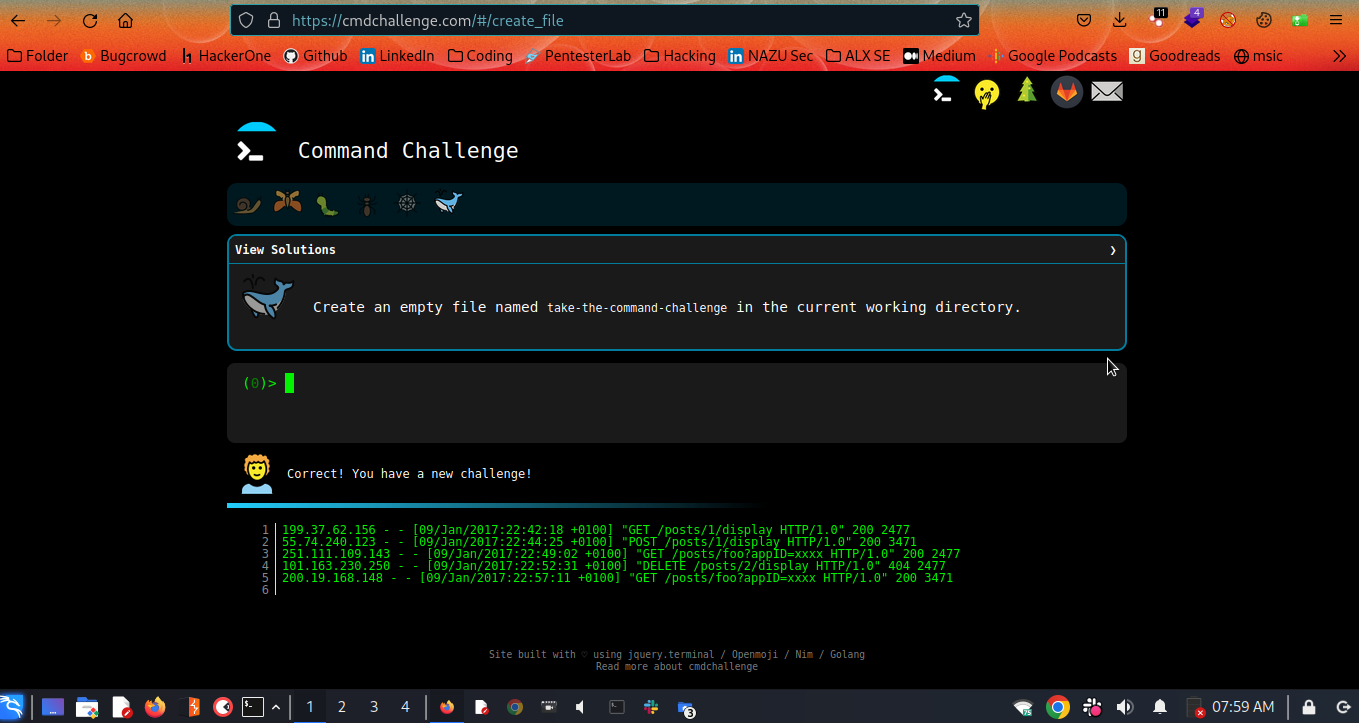 https://cmdchallenge.com/#/create_file
11
4
Folder Bugcrowd HackerOne Github LinkedIn Coding PentesterLab Hacking NAZU Sec ALX SE Medium Google Podcasts Goodreads msic
Command Challenge
View Solutions
Create an empty file named take-the-command-challenge in the current working directory.
(0)>
Correct! You have a new challenge!
1 199.37.62.156 - - [09/Jan/2017:22:42:18 +0100] "GET /posts/1/display HTTP/1.0" 200 2477
2 55.74.240.123 - - [09/Jan/2017:22:44:25 +0100] "POST /posts/1/display HTTP/1.0" 200 3471
3 251.111.109.143 - - [09/Jan/2017:22:49:02 +0100] "GET /posts/foo?appID=xxxx HTTP/1.0" 200 2477
4 101.163.230.250 - - [09/Jan/2017:22:52:31 +0100] "DELETE /posts/2/display HTTP/1.0" 404 2477
5 200.19.168.148 - - [09/Jan/2017:22:57:11 +0100] "GET /posts/foo?appID=xxxx HTTP/1.0" 200 3471
6
Site built with ♡ using jquery.terminal / Openmoji / Nim / Golang
Read more about cmdchallenge
1 2 3 4 3 75 07:59 AM